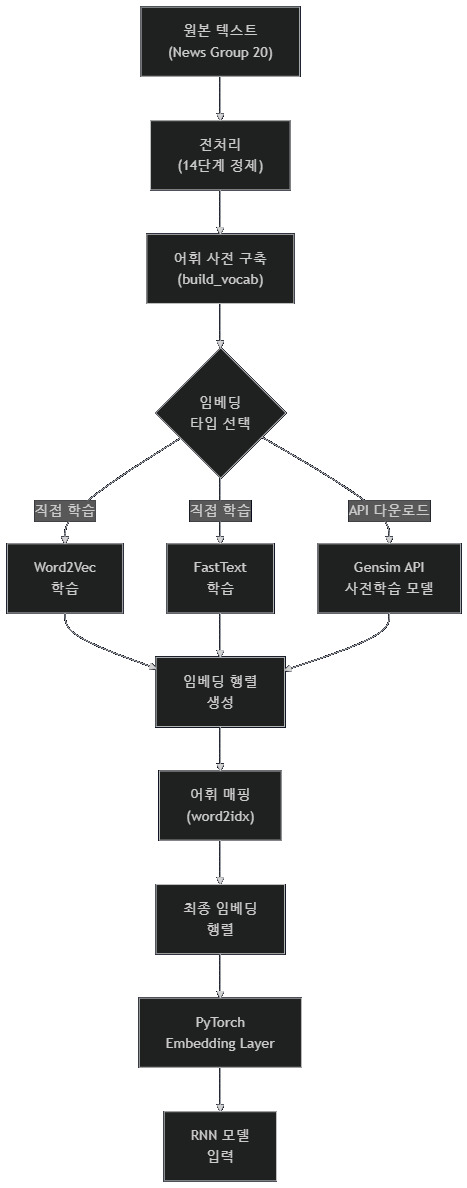 원본 텍스트
(News Group 20)
전처리
(14단계 정제)
어휘 사전 구축
(build_vocab)
임베딩
타입 선택
직접 학습
직접 학습
API 다운로드
Word2Vec
학습
FastText
학습
Gensim API
사전학습 모델
임베딩 행렬
생성
어휘 매핑
(word2idx)
최종 임베딩
행렬
PyTorch
Embedding Layer
RNN 모델
입력